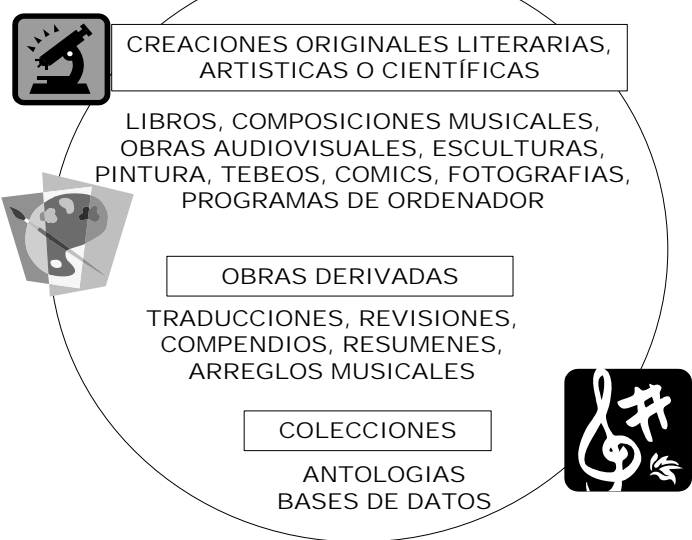 CREACIONES ORIGINALES LITERARIAS,
ARTISTICAS O CIENTÍFICAS
LIBROS, COMPOSICIONES MUSICALES,
OBRAS AUDIOVISUALES, ESCULTURAS,
PINTURA, TEBEOS, COMICS, FOTOGRAFIAS,
PROGRAMAS DE ORDENADOR
OBRAS DERIVADAS
TRADUCCIONES, REVISIONES,
COMPENDIOS, RESUMENES,
ARREGLOS MUSICALES
COLECCIONES
ANTOLOGIAS
BASES DE DATOS